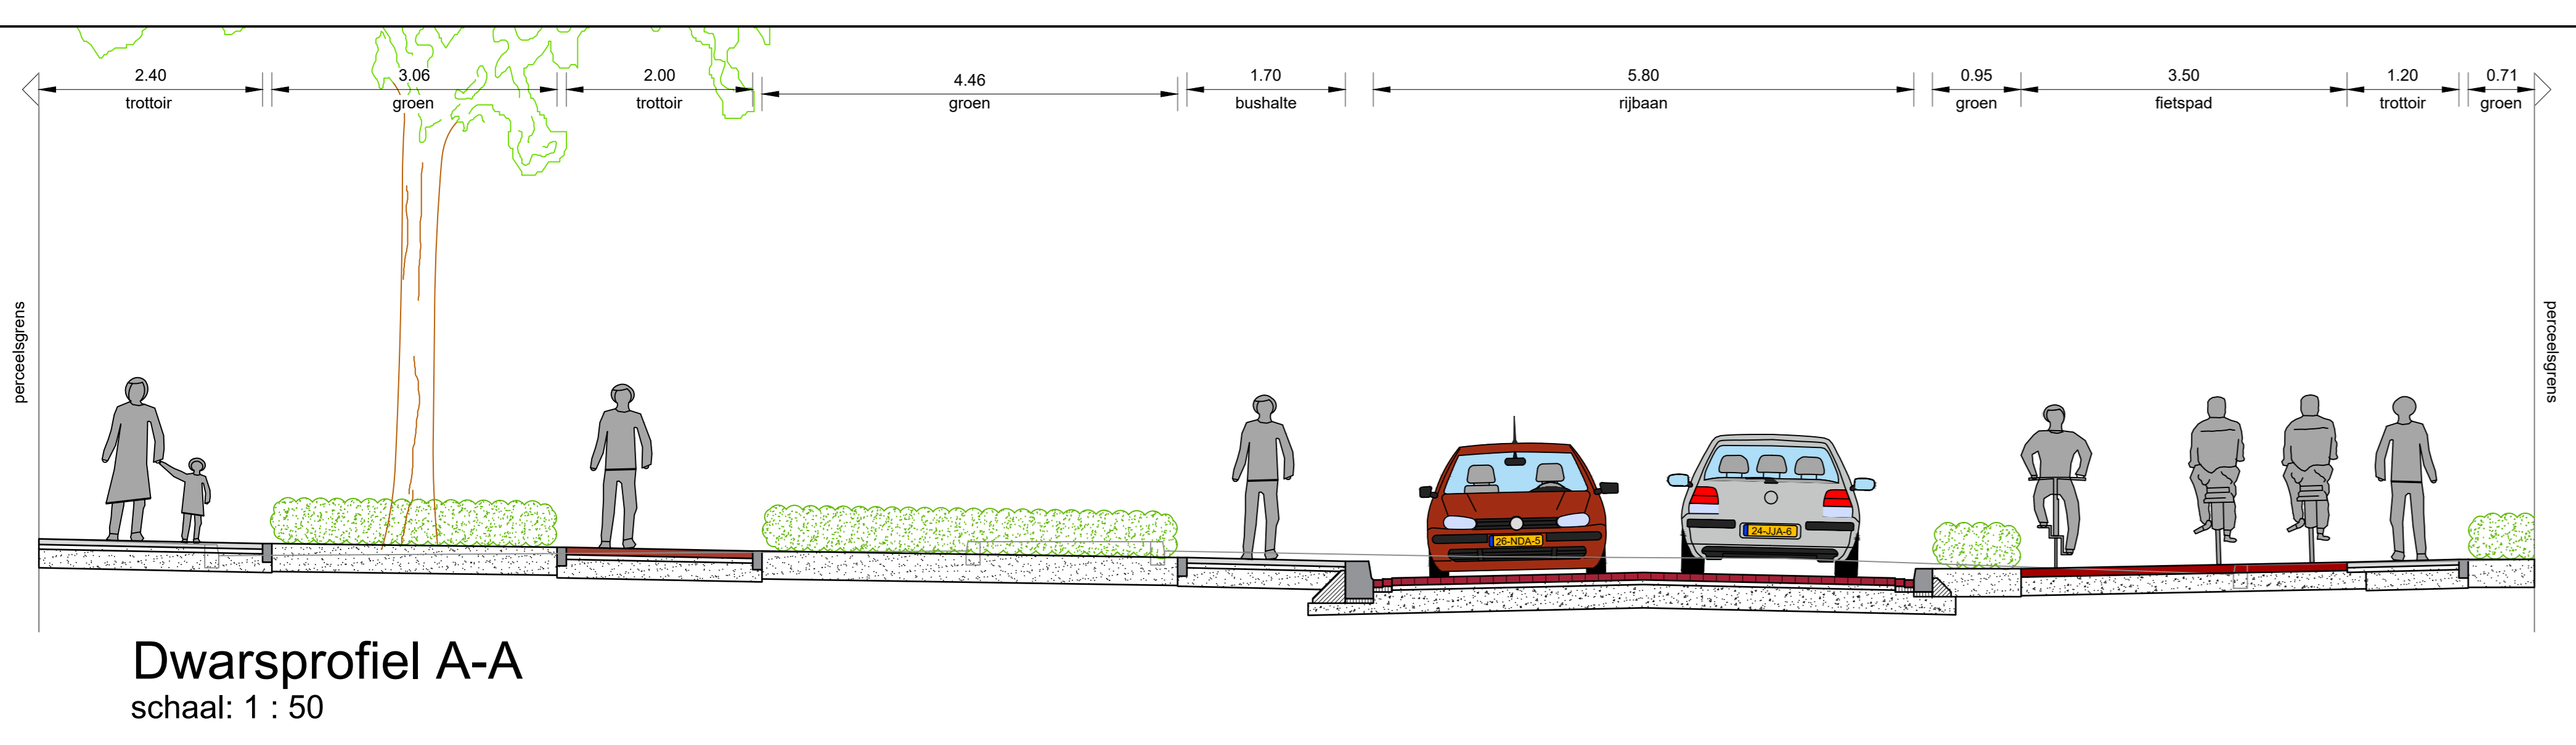 2.40 3.06 2.00 4.46 1.70 5.80 0.95 3.50 1.20 0.71
trottoir groen trottoir groen bushalte rijbaan groen fietspad trottoir groen
perceelsgrens
perceelsgrens
26-NDA-5
24-JJA-6
Dwarsprofiel A-A
schaal: 1 : 50